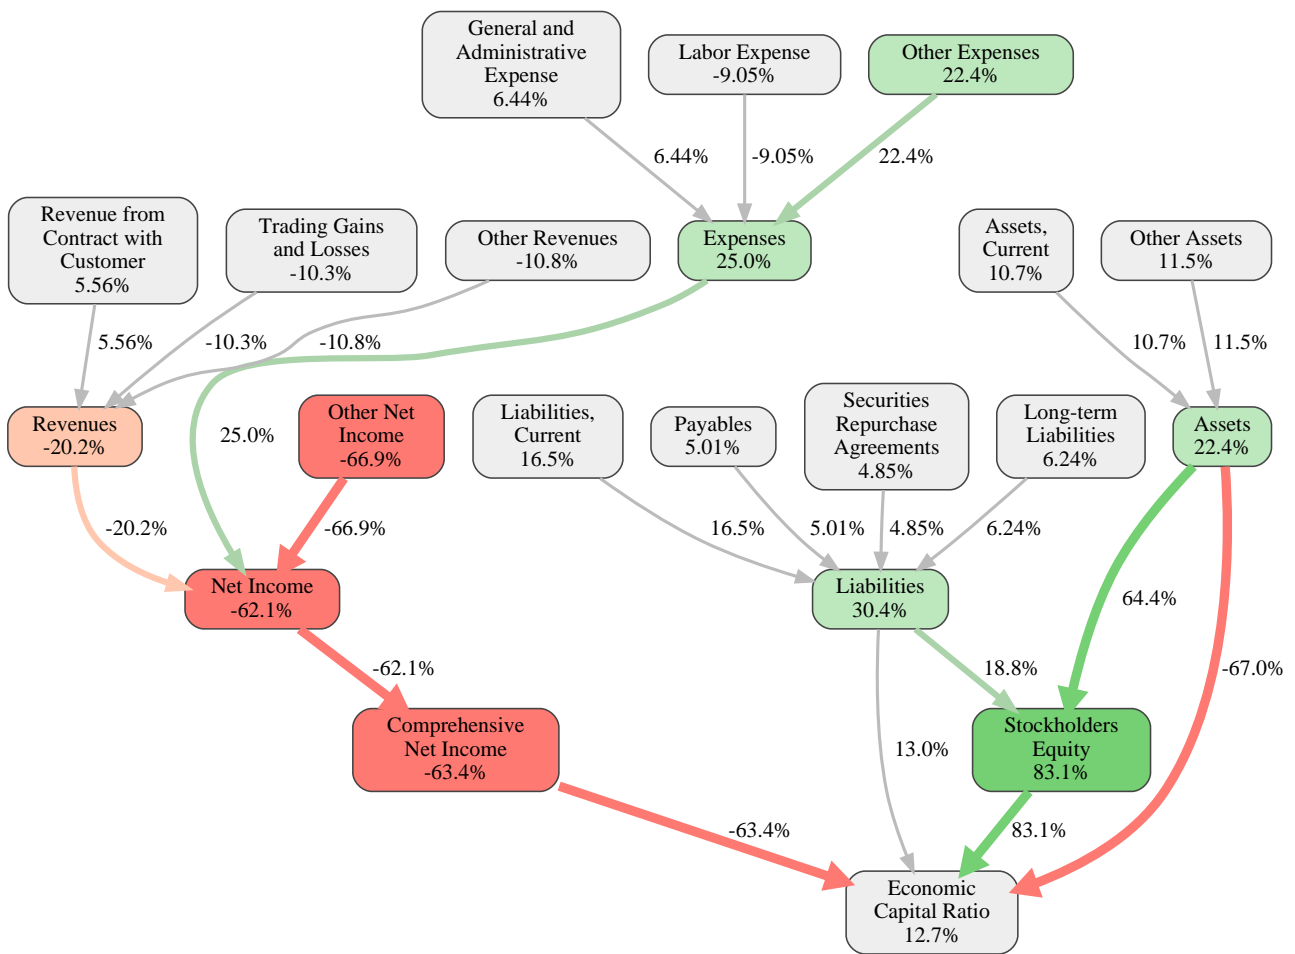 General and
Administrative
Expense
6.44%
Labor Expense
-9.05%
Other Expenses
22.4%
6.44%
-9.05%
22.4%
Revenue from
Contract with
Customer
5.56%
Trading Gains
and Losses
-10.3%
Other Revenues
-10.8%
Expenses
25.0%
Assets,
Current
10.7%
Other Assets
11.5%
5.56%
-10.3%
-10.8%
10.7%
11.5%
Revenues
-20.2%
25.0%
Other Net
Income
-66.9%
Liabilities,
Current
16.5%
Payables
5.01%
Securities
Repurchase
Agreements
4.85%
Long-term
Liabilities
6.24%
Assets
22.4%
-20.2%
-66.9%
16.5%
5.01%
4.85%
6.24%
Net Income
-62.1%
Liabilities
30.4%
64.4%
-62.1%
18.8%
-67.0%
Comprehensive
Net Income
-63.4%
13.0%
Stockholders
Equity
83.1%
-63.4%
83.1%
Economic
Capital Ratio
12.7%